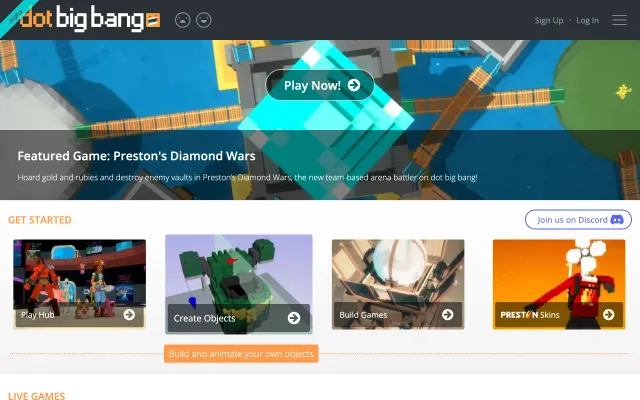 Alpha
dot big bang
Sign Up · Log In
Play Now!
Featured Game: Preston's Diamond Wars
Hoard gold and rubies and destroy enemy vaults in Preston's Diamond Wars, the new team-based arena battler on dot big bang!
GET STARTED
Join us on Discord
Play Hub
Create Objects
Build Games
PRESTON Skins
Build and animate your own objects
LIVE GAMES